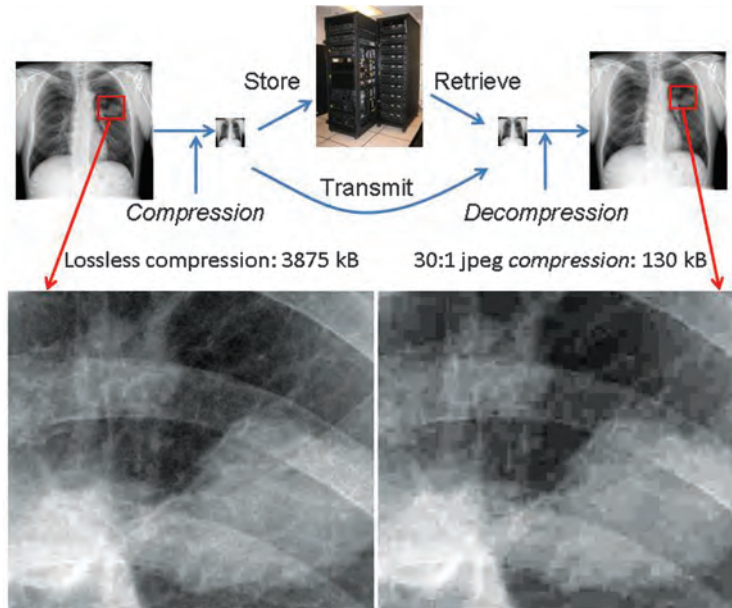 Store
Retrieve
Transmit
Compression
Decompression
Lossless compression: 3875 kB
30:1 jpeg compression: 130 kB